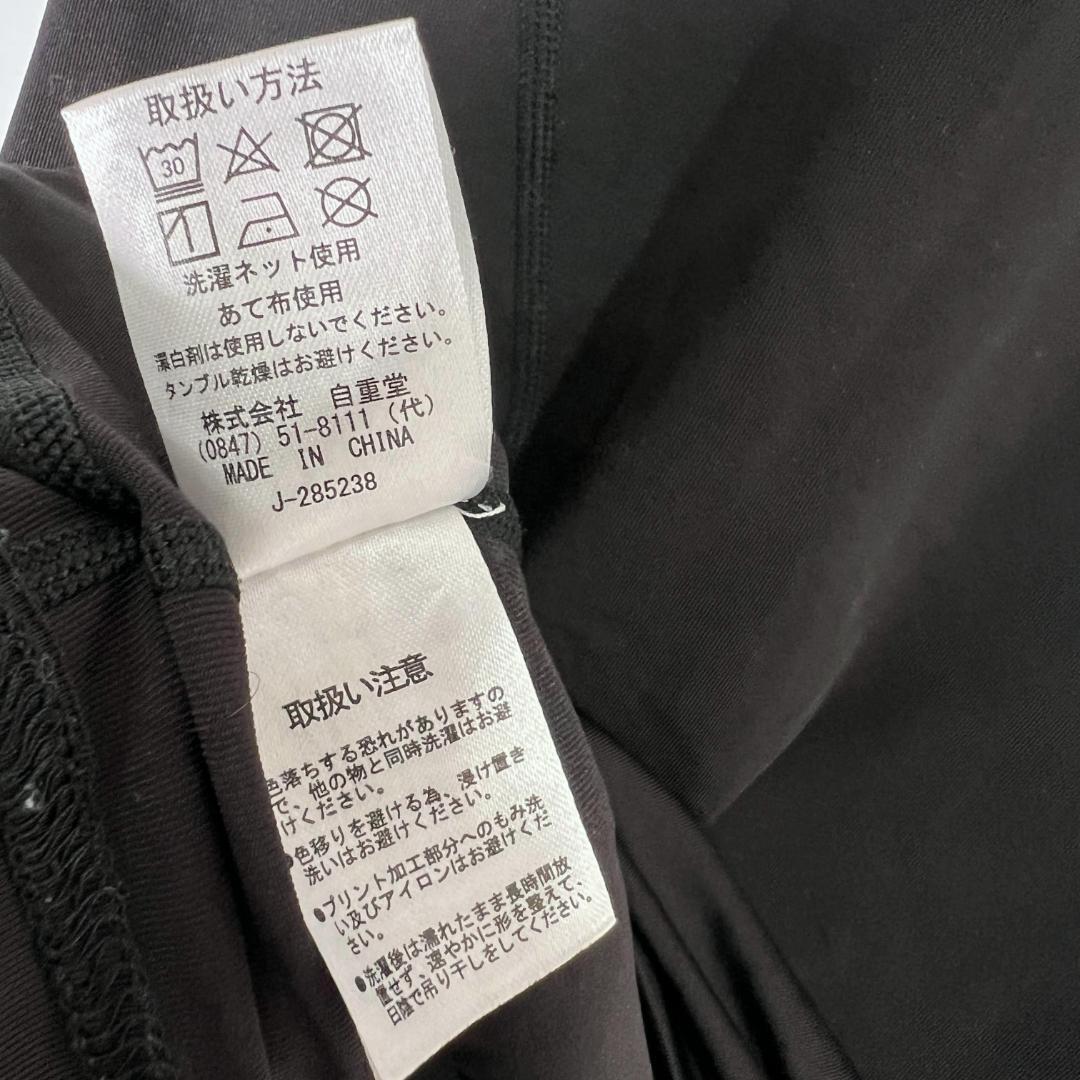 取扱い方法
30
洗濯ネット使用
あて布使用
漂白剤は使用しないでください。
タンブル乾燥はお避けください。
株式会社 自重堂
(0847) 51-8111 (代)
MADE IN CHINA
J-285238
取扱い注意
色落ちする恐れがありますの
で、他の物と同時洗濯はお避
けください。
●色移りを避ける為、浸け置き
洗いはお避けください。
●プリント加工部分へのもみ洗
い及びアイロンはお避けくだ
さい。
●洗濯後は濡れたまま長時間放
置せず、速やかに形を整えて、
日陰で吊り干しをしてください。